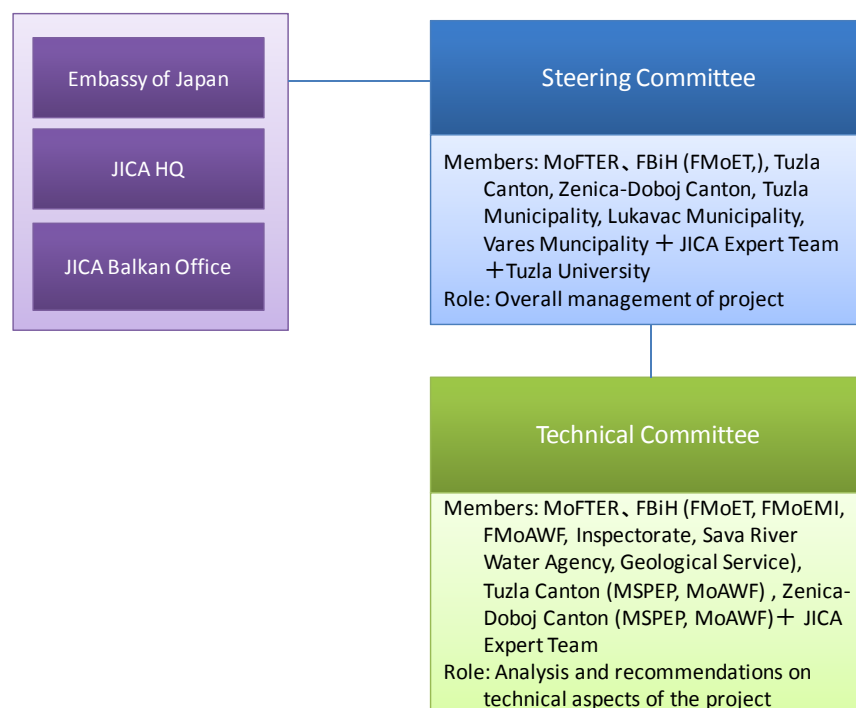 Embassy of Japan
JICA HQ
JICA Balkan Office
Steering Committee
Members: MoFTER、FBiH (FMoET,), Tuzla
Canton, Zenica-Doboj Canton, Tuzla
Municipality, Lukavac Municipality,
Vares Muncipality ＋ JICA Expert Team
＋Tuzla University
Role: Overall management of project
Technical Committee
Members: MoFTER、FBiH (FMoET, FMoEMI,
FMoAWF, Inspectorate, Sava River
Water Agency, Geological Service),
Tuzla Canton (MSPEP, MoAWF) , Zenica-
Doboj Canton (MSPEP, MoAWF)＋ JICA
Expert Team
Role: Analysis and recommendations on
technical aspects of the project